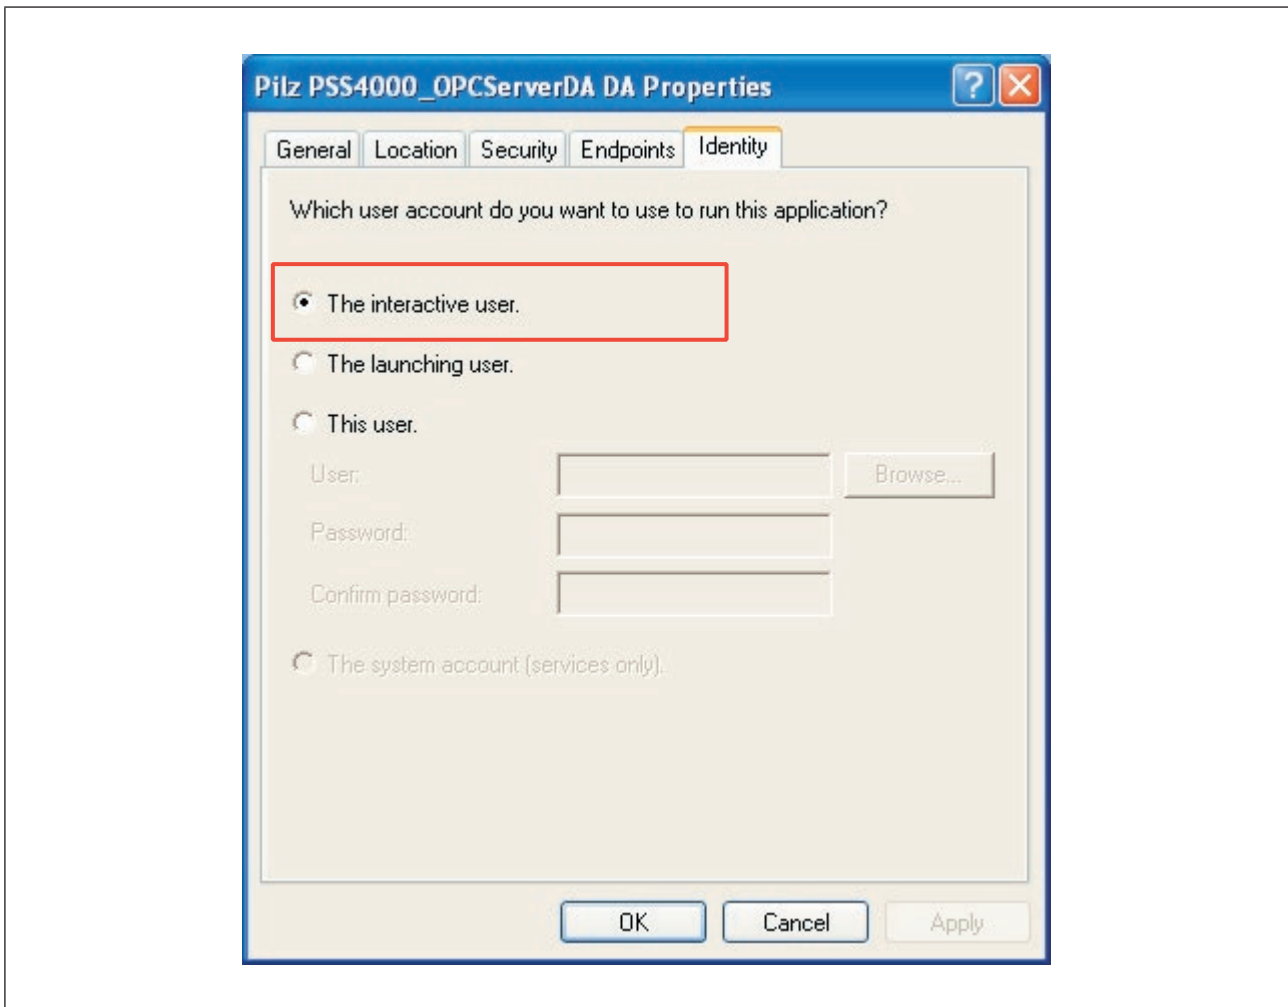 Pilz PSS4000_OPCServerDA DA Properties
General Location Security Endpoints Identity
Which user account do you want to use to run this application?
The interactive user.
The launching user.
This user.
User: Browse...
Password:
Confirm password:
The system account (services only).
OK Cancel Apply